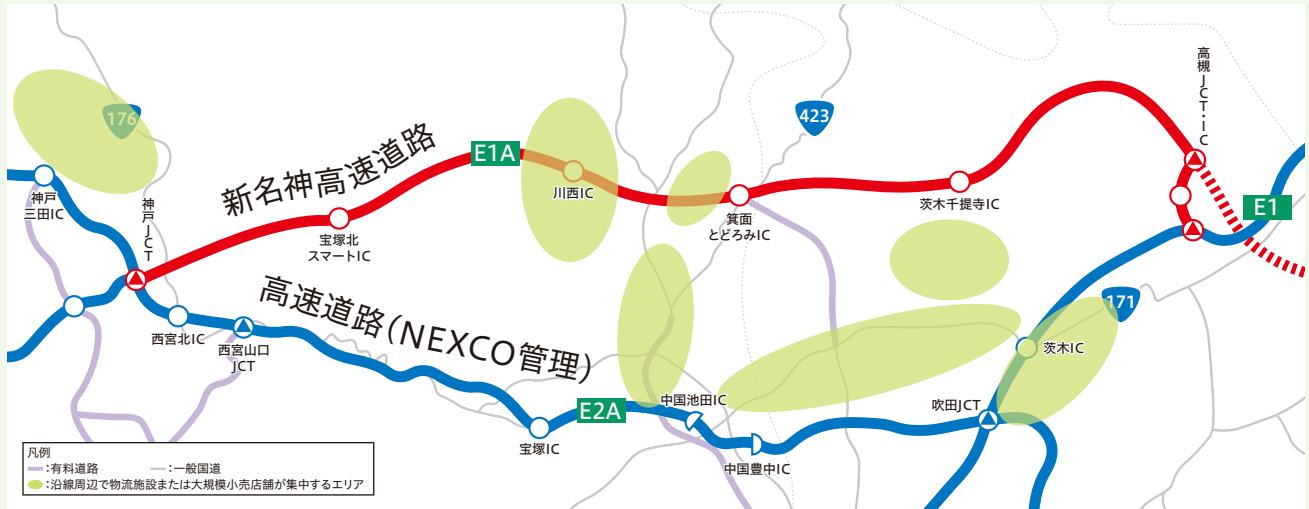 高槻JCT・IC
176
423
新名神高速道路
E1A
神戸
三田IC
川西IC
神戸JCT
茨木千提寺IC
E1
箕面
とどろみIC
宝塚北
スマートIC
高速道路(NEXCO管理)
171
西宮北IC
西宮山口
JCT
茨木IC
中国池田IC
吹田JCT
E2A
宝塚IC
中国豊中IC
凡例
:有料道路
:一般国道
:沿線周辺で物流施設または大規模小売店舗が集中するエリア